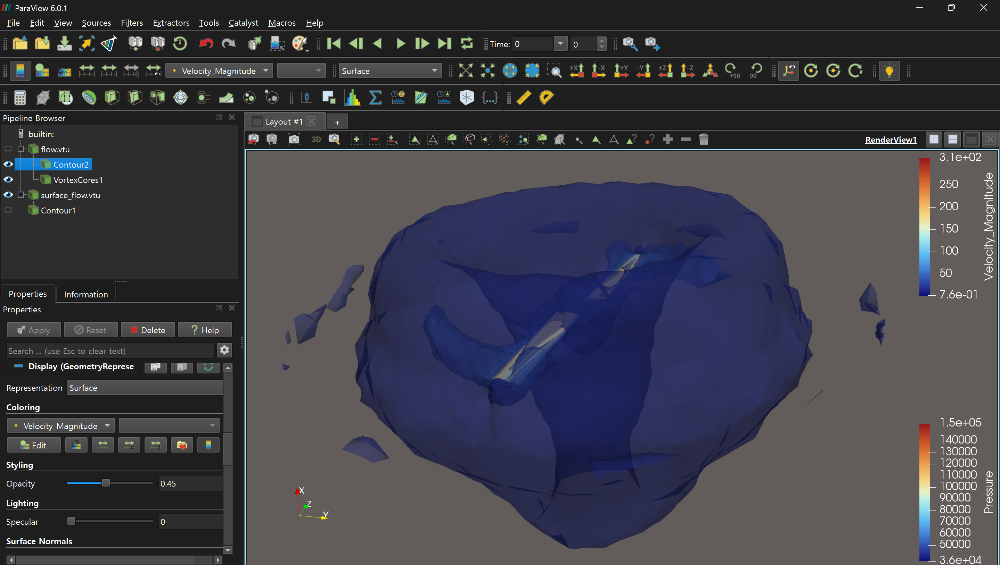 ParaView 6.0.1
File Edit View Sources Filters Extractors Tools Catalyst Macros Help
Time: 0 0
+X -X +Y -Y +Z -Z +90 -90
Velocity_Magnitude Surface
Pipeline Browser
builtin:
flow.vtu
Contour2
VortexCores1
surface_flow.vtu
Contour1
Properties Information
Properties
Apply Reset Delete ? Help
Search ... (use Esc to clear text)
Display (GeometryReprese
Representation Surface
Coloring
Velocity_Magnitude
Edit
Styling
Opacity 0.45
Lighting
Specular 0
Surface Normals
Layout #1 +
3D
RenderView1
3.1e+02
250
200
150
100
50
7.6e-01
Velocity_Magnitude
1.5e+05
140000
130000
120000
110000
100000
90000
80000
70000
60000
50000
3.6e+04
Pressure
X
Z
Y